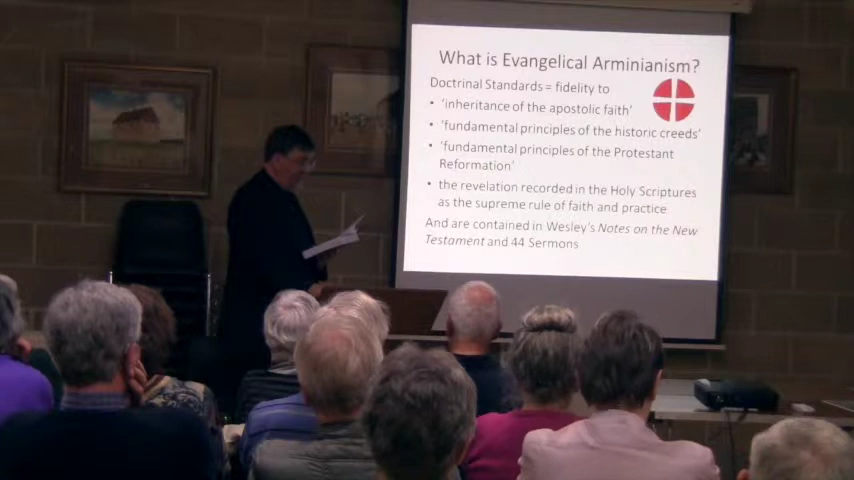 What is Evangelical Arminianism?
Doctrinal Standards = fidelity to
• 'inheritance of the apostolic faith'
• 'fundamental principles of the historic creeds'
• 'fundamental principles of the Protestant
Reformation'
• the revelation recorded in the Holy Scriptures
as the supreme rule of faith and practice
And are contained in Wesley's Notes on the New
Testament and 44 Sermons